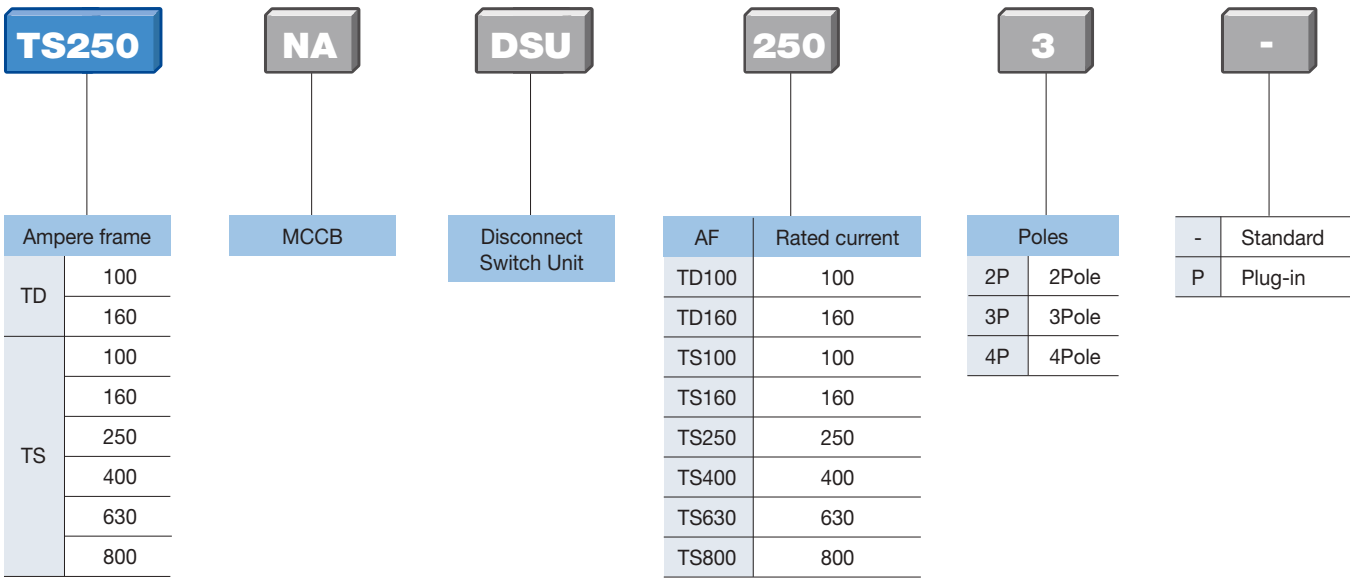 TS250 NA DSU 250 3 -
Ampere frame
TD
100
160
TS
100
160
250
400
630
800
MCCB
Disconnect
Switch Unit
AF Rated current
TD100 100
TD160 160
TS100 100
TS160 160
TS250 250
TS400 400
TS630 630
TS800 800
Poles
2P 2Pole
3P 3Pole
4P 4Pole
- Standard
P Plug-in